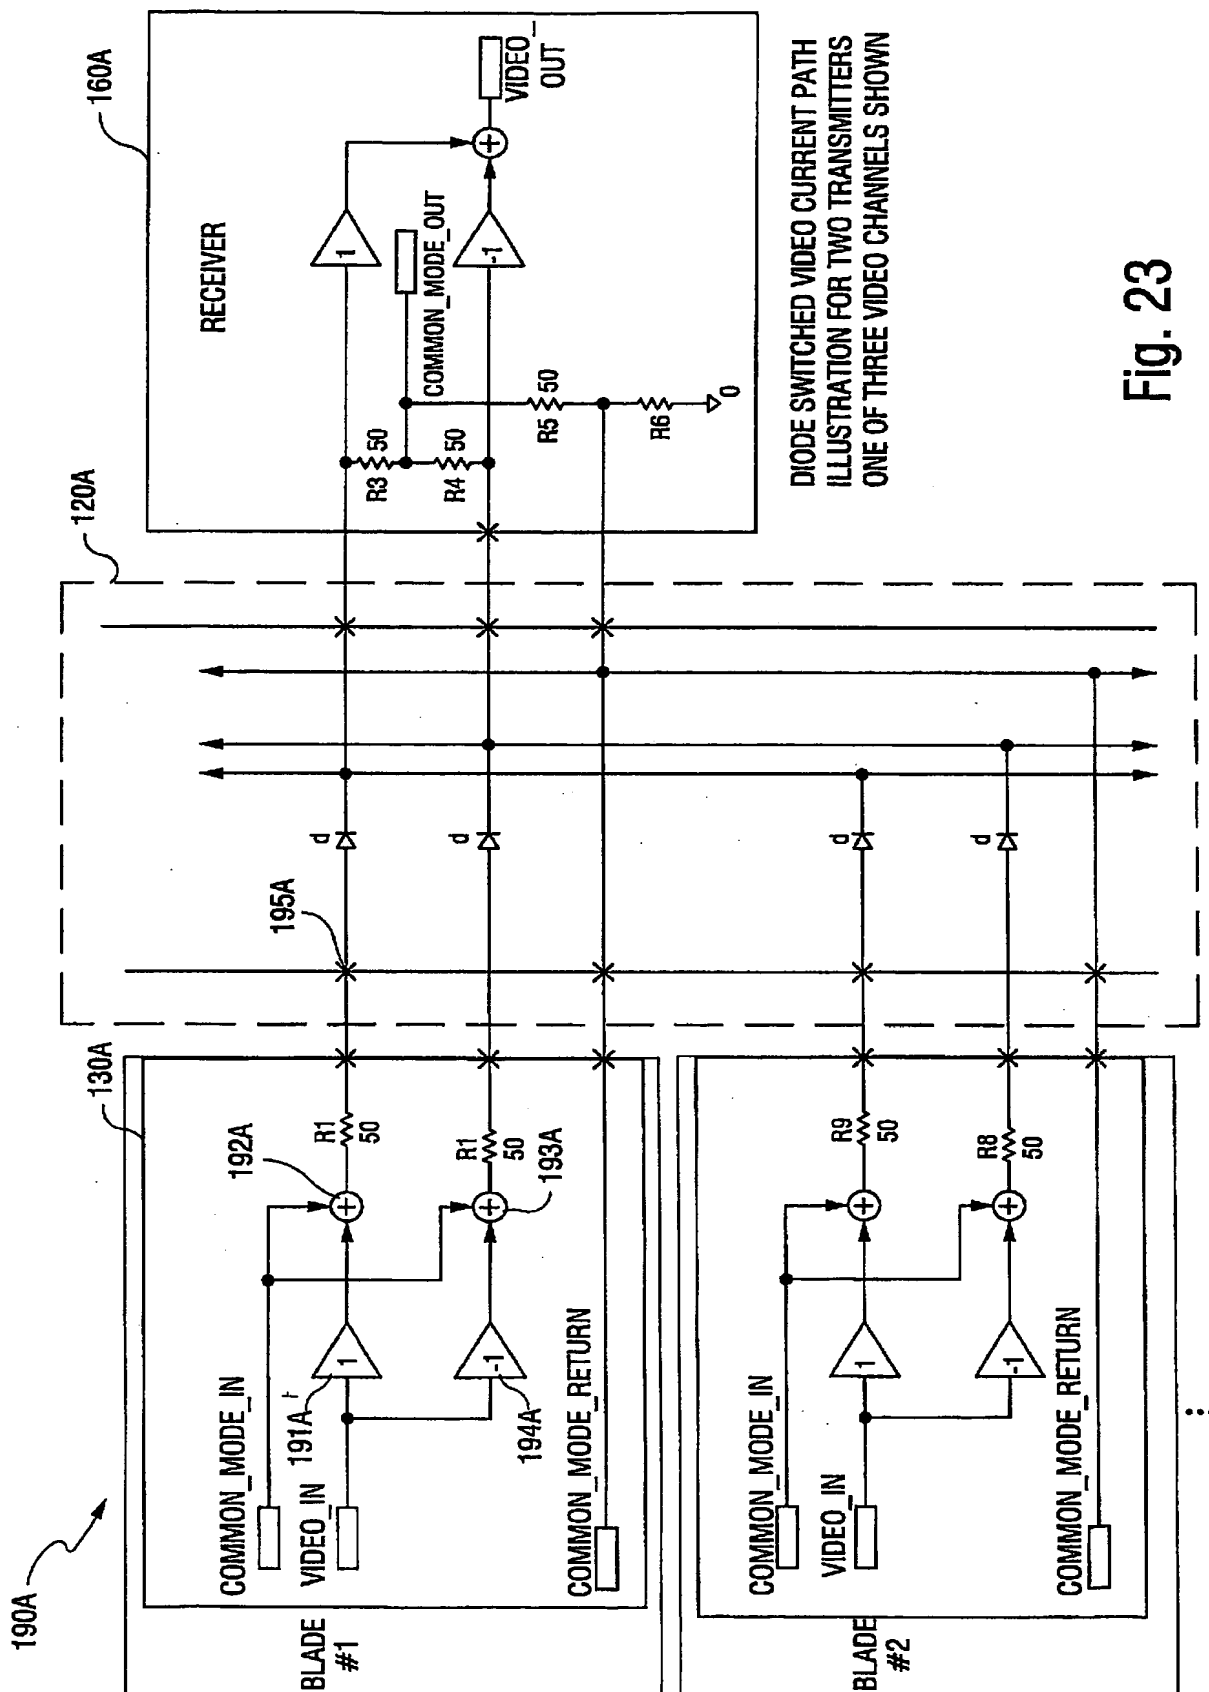 190A
BLADE
#1
130A
COMMON_MODE_IN
VIDEO_IN
COMMON_MODE_RETURN
191A
1
194A
-1
192A
193A
R1
50
R1
50
195A
120A
d
d
d
d
BLADE
#2
COMMON_MODE_IN
VIDEO_IN
COMMON_MODE_RETURN
1
-1
R9
50
R8
50
160A
RECEIVER
R3
50
R4
50
COMMON_MODE_OUT
R5
50
R6
0
1
-1
VIDEO_
OUT
DIODE SWITCHED VIDEO CURRENT PATH
ILLUSTRATION FOR TWO TRANSMITTERS
ONE OF THREE VIDEO CHANNELS SHOWN
Fig. 23